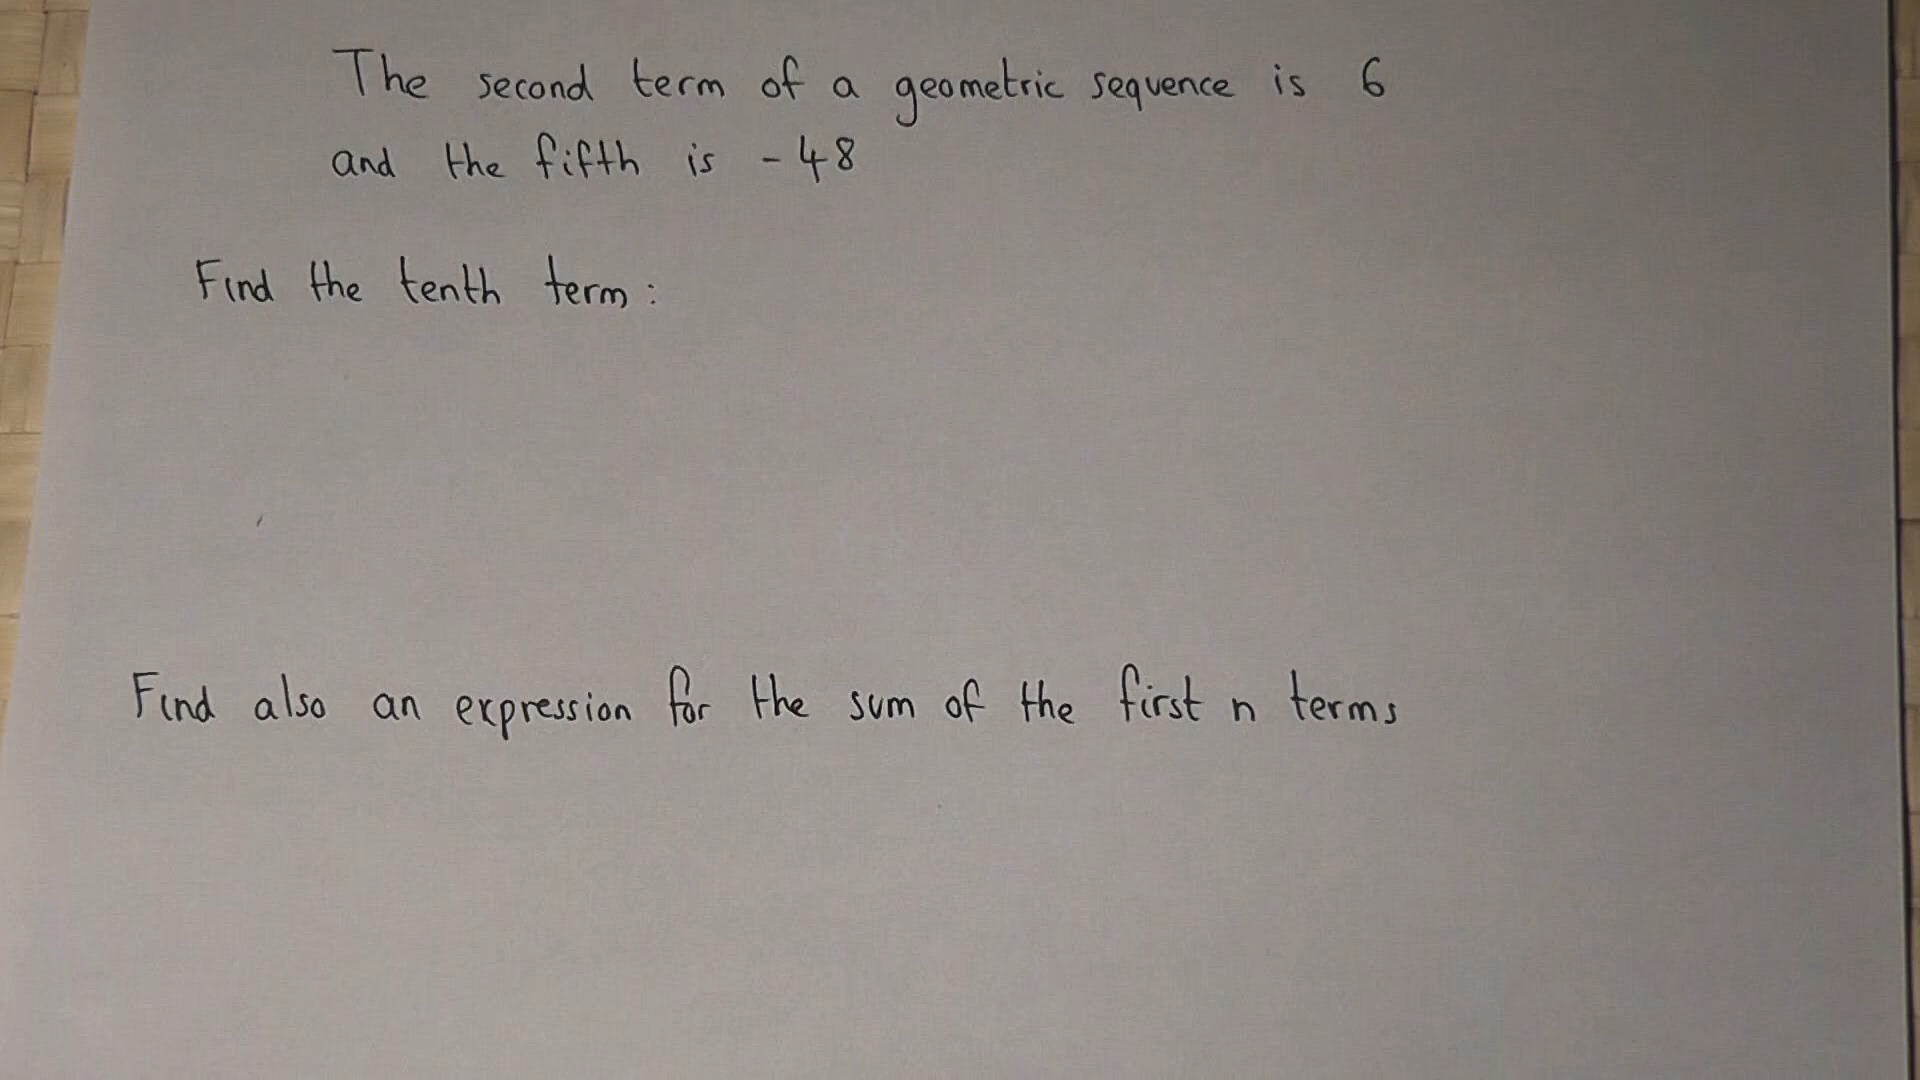 The second term of a geometric sequence is 6
and the fifth is -48
Find the tenth term:
Find also an expression for the sum of the first n terms